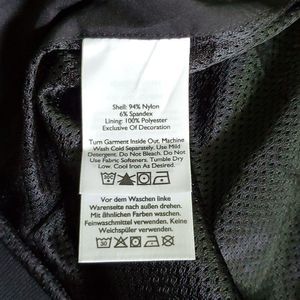 Shell: 94% Nylon
6% Spandex
Lining: 100% Polyester
Exclusive Of Decoration
Turn Garment Inside Out. Machine
Wash Cold Separately. Use Mild
Detergent. Do Not Bleach. Do Not
Use Fabric Softeners. Tumble Dry
Low. Cool Iron As Desired.
Vor dem Waschen linke
Warenseite nach außen drehen.
Mit ähnlichen Farben waschen.
Feinwaschmittel verwenden. Keine
Weichspüler verwenden.
30